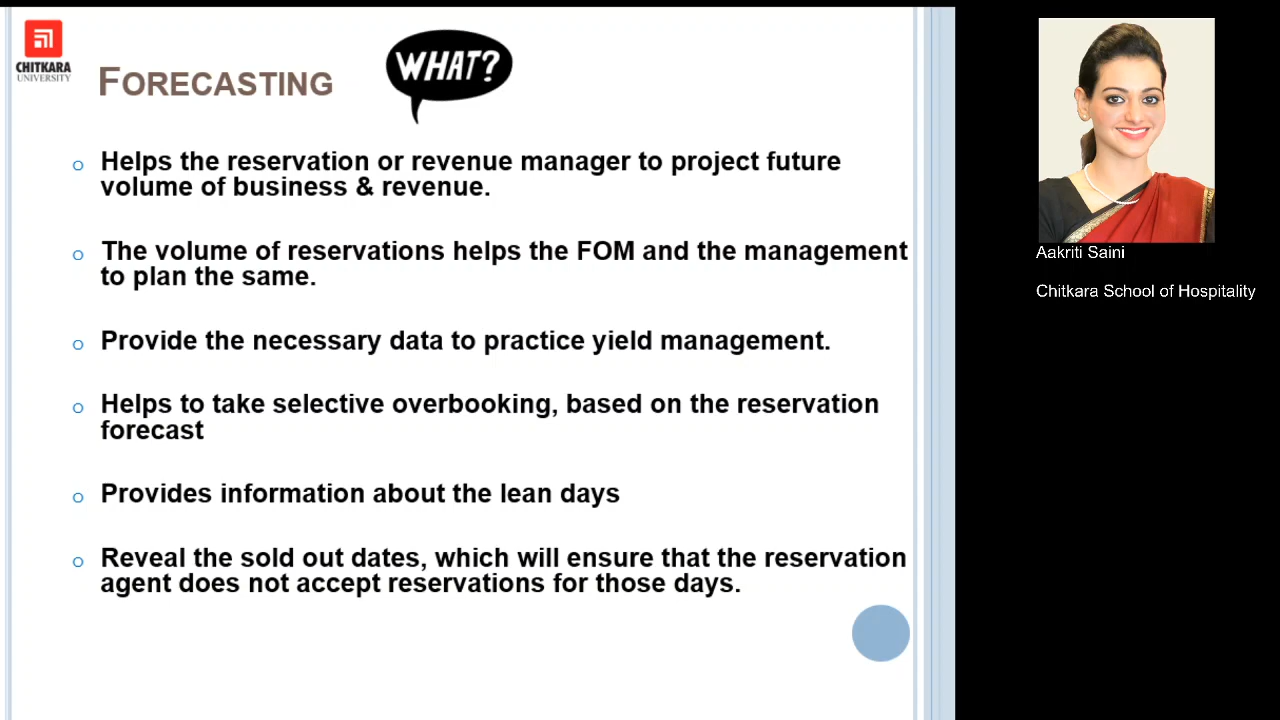 CHITKARA
UNIVERSITY
FORECASTING
WHAT?
o Helps the reservation or revenue manager to project future
volume of business & revenue.
o The volume of reservations helps the FOM and the management
to plan the same.
o Provide the necessary data to practice yield management.
o Helps to take selective overbooking, based on the reservation
forecast
o Provides information about the lean days
o Reveal the sold out dates, which will ensure that the reservation
agent does not accept reservations for those days.
Aakriti Saini
Chitkara School of Hospitality